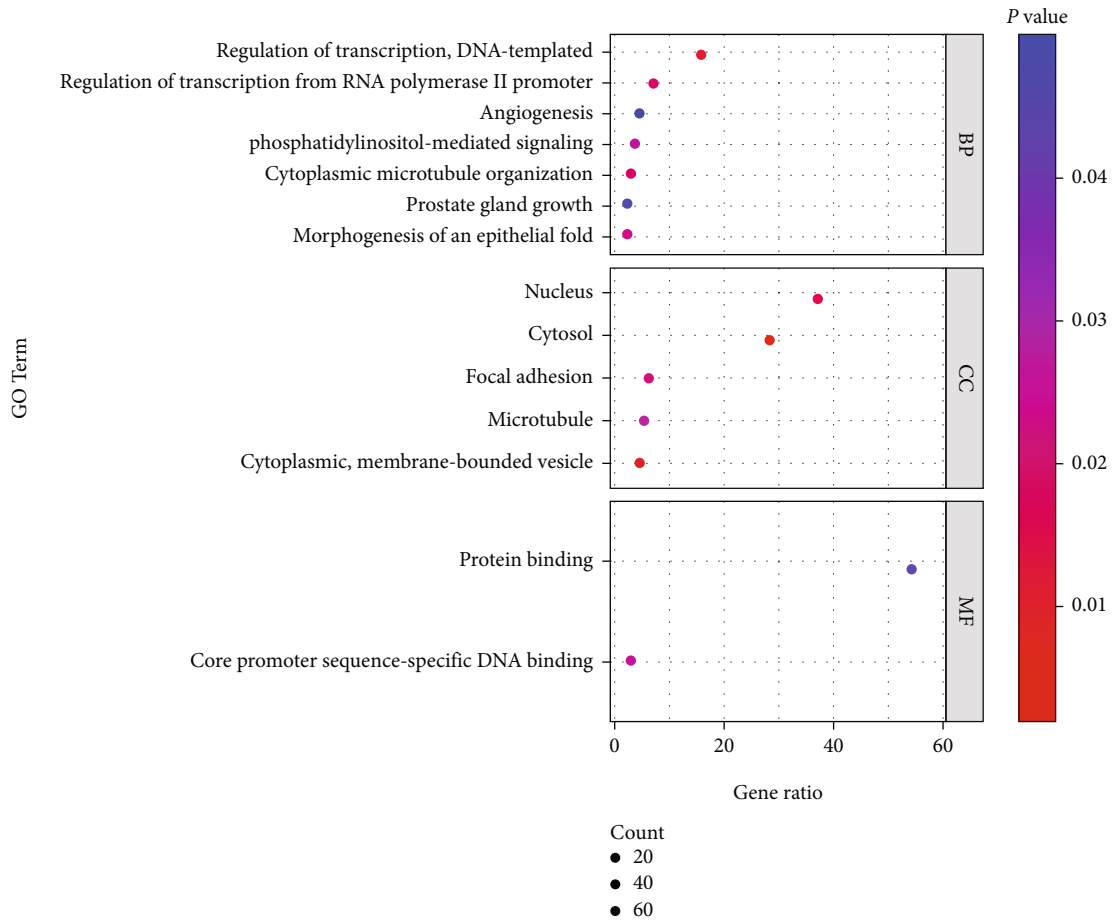 P value
Regulation of transcription, DNA-templated
Regulation of transcription from RNA polymerase II promoter
Angiogenesis
phosphatidylinositol-mediated signaling
Cytoplasmic microtubule organization
Prostate gland growth
Morphogenesis of an epithelial fold
BP
Nucleus
Cytosol
Focal adhesion
Microtubule
Cytoplasmic, membrane-bounded vesicle
CC
Protein binding
Core promoter sequence-specific DNA binding
MF
GO Term
0.04
0.03
0.02
0.01
0 20 40 60
Gene ratio
Count
20
40
60